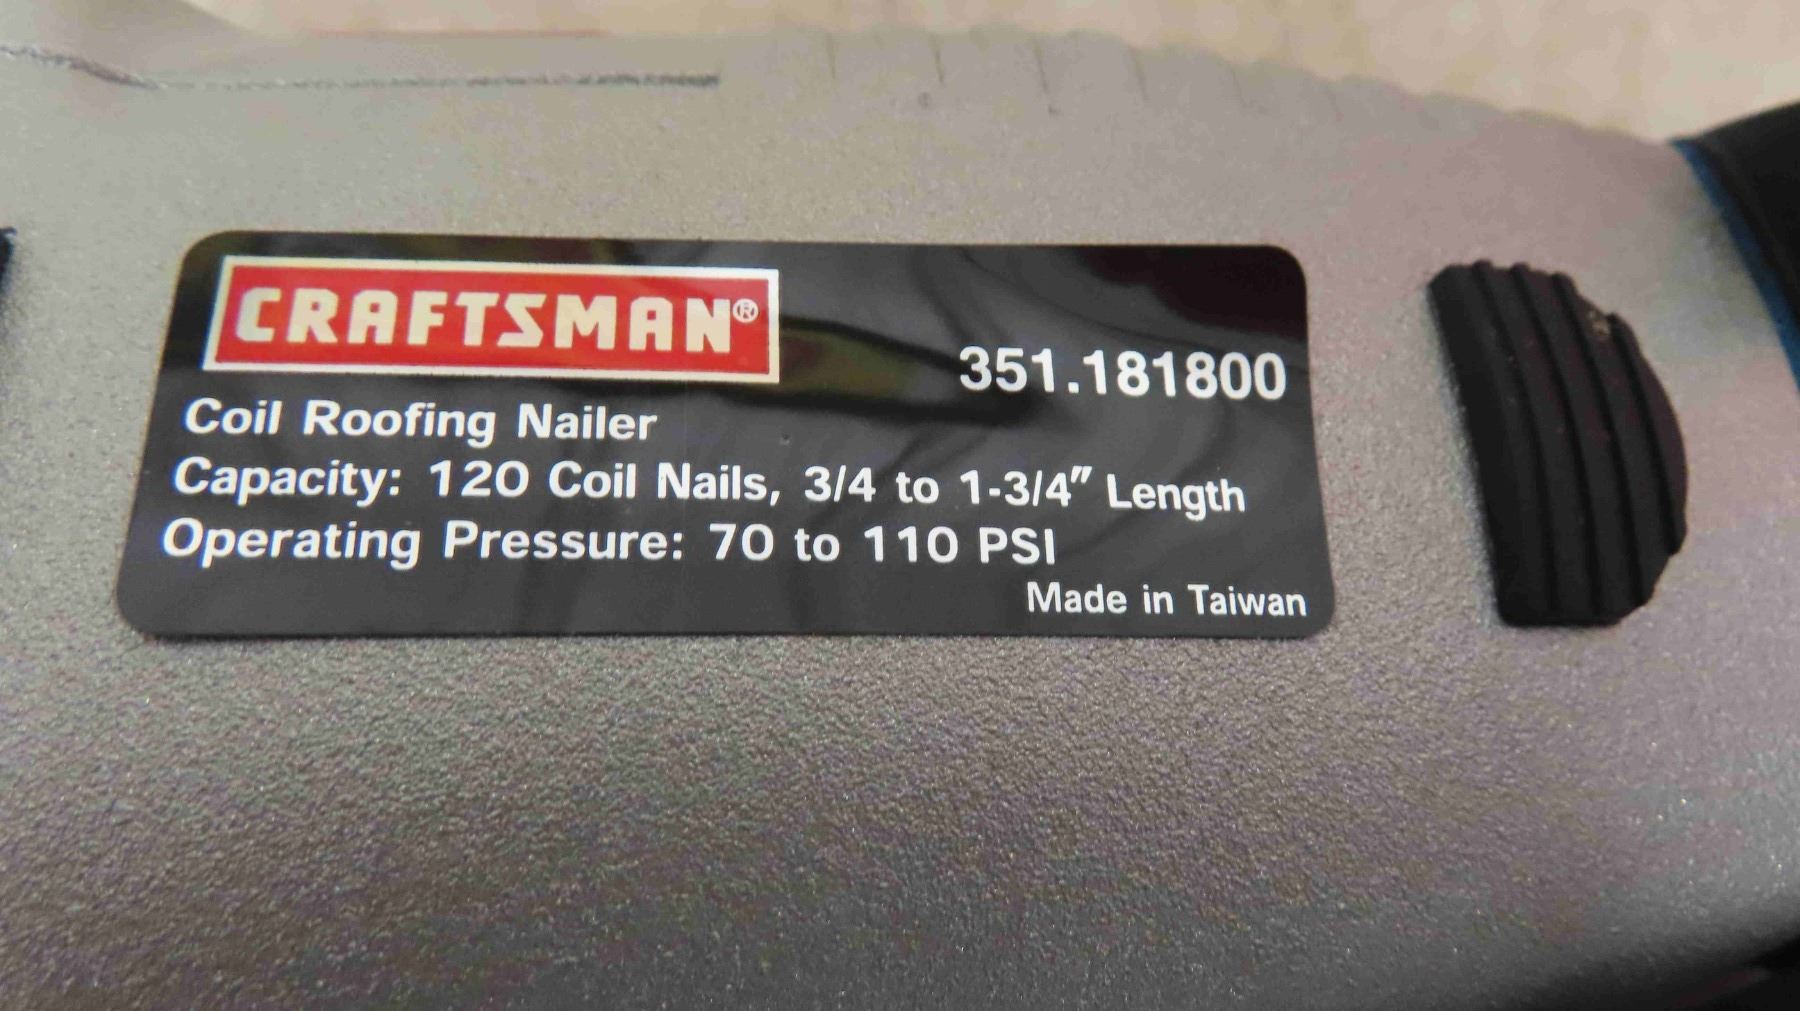 CRAFTSMAN®
351.181800
Coil Roofing Nailer
Capacity: 120 Coil Nails, 3/4 to 1-3/4" Length
Operating Pressure: 70 to 110 PSI
Made in Taiwan